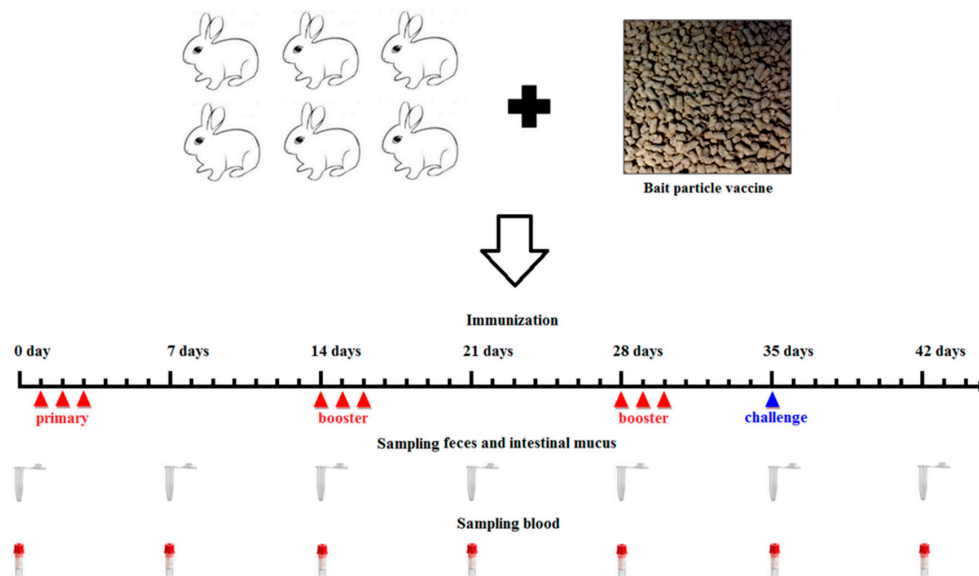 Bait particle vaccine
Immunization
0 day 7 days 14 days 21 days 28 days 35 days 42 days
primary booster booster challenge
Sampling feces and intestinal mucus
Sampling blood